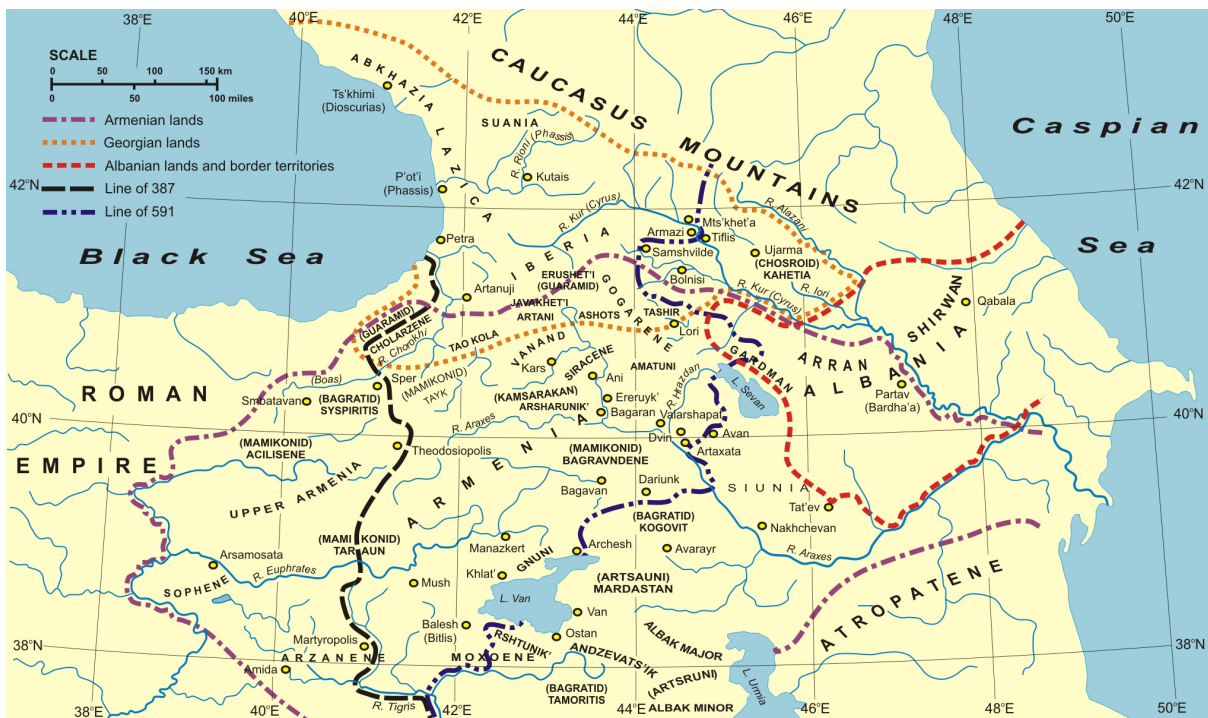 38°E
40°E
42°E
44°E
46°E
48°E
50°E
SCALE
0 50 100 150 km
0 50 100 miles
Armenian lands
Georgian lands
Albanian lands and border territories
Line of 387
Line of 591
ABKHAZIA
Ts'khimi
(Dioscurias)
LAZICA
SUANIA
R. Rioni (Phassis)
CAUCASUS MOUNTAINS
Caspian
Sea
42°N
P'ot'i
(Phassis)
Kutais
42°N
Black Sea
Petra
R. Kur (Cyrus)
R. Alazani
Mts'khet'a
Armazi
Tiflis
Samshvilde
Ujarma
(CHOSROID)
KAHETIA
Bolnisi
R. Iori
R. Kur (Cyrus)
IBERIA
ERUSHET'I
(GUARAMID)
GOGARENE
Artanuji
JAVAKHET'I
ARTANI
ASHOTS
TASHIR
Lori
SHIRWAN
Qabala
(GUARAMID)
CHOLARZENE
R. Chorokhi
TAO KOLA
VANAND
SIRACENE
AMATUNI
GARDMAN
ARRAN
ALBANIA
ROMAN
EMPIRE
(Boas)
Sper
(MAMIKONID)
TAYK
Kars
Ani
R. Hrazdan
L. Sevan
Smbatavan
(BAGRATID)
SYSPIRITIS
(KAMSARAKAN)
ARSHARUNIK'
Ereruyk'
Bagaran
Valarshapat
Partav
(Bardha'a)
40°N
40°N
R. Araxes
Dvin
Avan
Artaxata
(MAMIKONID)
ACILISENE
Theodosiopolis
(MAMIKONID)
BAGRAVNDENE
ARMENIA
UPPER ARMENIA
Bagavan
Dariunk
SIUNIA
Tat'ev
(BAGRATID)
KOGOVIT
Nakhchevan
(MAMI KONID)
TAR AUN
Manazkert
Archesh
Avarayr
R. Araxes
Arsamosata
R. Euphrates
GNUNI
Khlat'
SOPHENE
Mush
(ARTSAUNI)
MARDASTAN
ATROPATENE
L. Van
Van
Balesh
(Bitlis)
Ostan
RSHTUNIK'
ALBAK MAJOR
38°N
38°N
Martyropolis
ARZANENE
MOXOENE
ANDZEVATS'IK
Amida
(ARTSRUNI)
L. Urmia
(BAGRATID)
TAMORITIS
ALBAK MINOR
R. Tigris
38°E
40°E
42°E
44°E
46°E
48°E